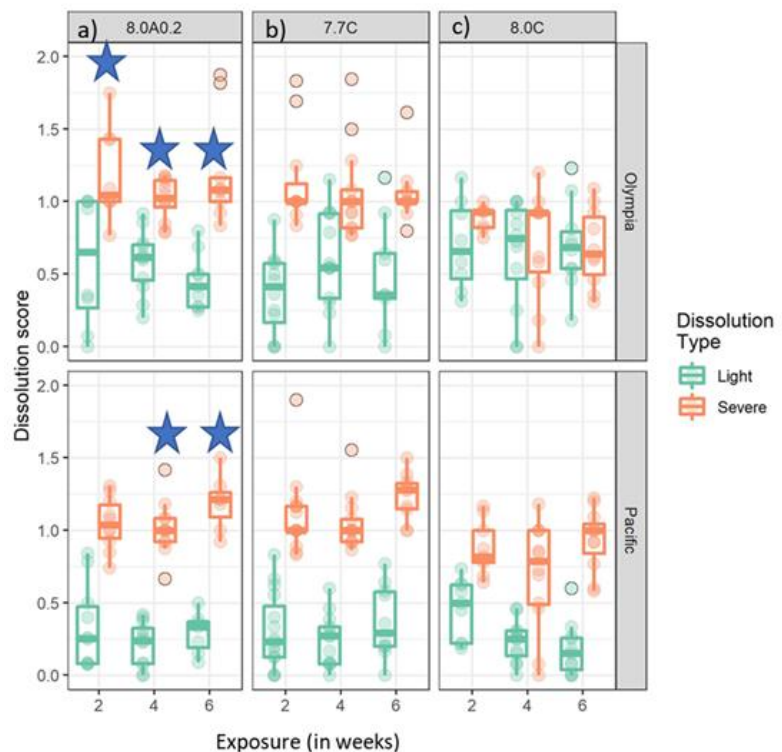 a) 8.0A0.2
b) 7.7C
c) 8.0C
2.0
1.5
1.0
0.5
0.0
Olympia
2.0
1.5
1.0
0.5
0.0
Pacific
Dissolution score
2 4 6
2 4 6
2 4 6
Exposure (in weeks)
Dissolution
Type
Light
Severe